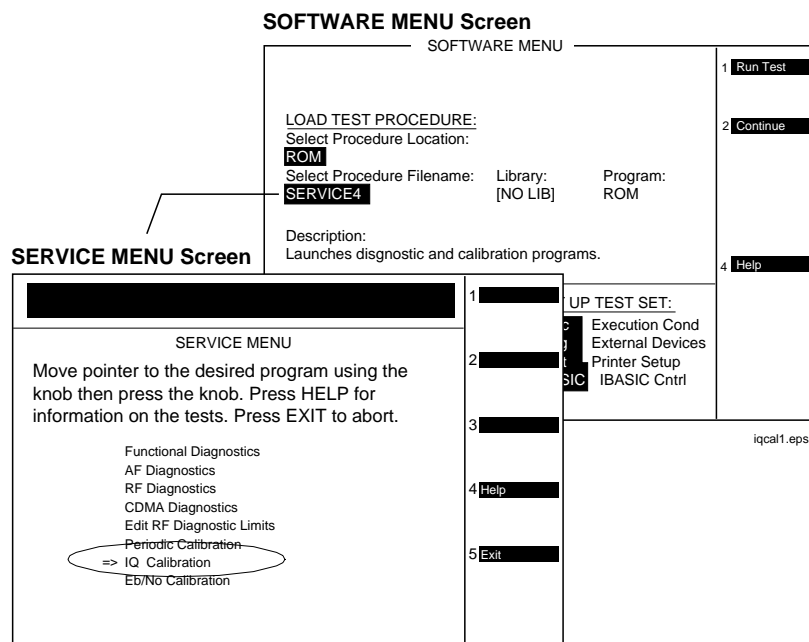 SOFTWARE MENU Screen
SOFTWARE MENU
1 Run Test
LOAD TEST PROCEDURE:
2 Continue
Select Procedure Location:
ROM
Select Procedure Filename: Library: Program:
SERVICE4 [NO LIB] ROM
Description:
Launches disgnostic and calibration programs.
4 Help
UP TEST SET:
c Execution Cond
g External Devices
t Printer Setup
SIC IBASIC Cntrl
iqcal1.eps
SERVICE MENU Screen
1
SERVICE MENU
2
Move pointer to the desired program using the
knob then press the knob. Press HELP for
information on the tests. Press EXIT to abort.
3
Functional Diagnostics
AF Diagnostics
RF Diagnostics
4 Help
CDMA Diagnostics
Edit RF Diagnostic Limits
Periodic Calibration
=> IQ Calibration
5 Exit
Eb/No Calibration